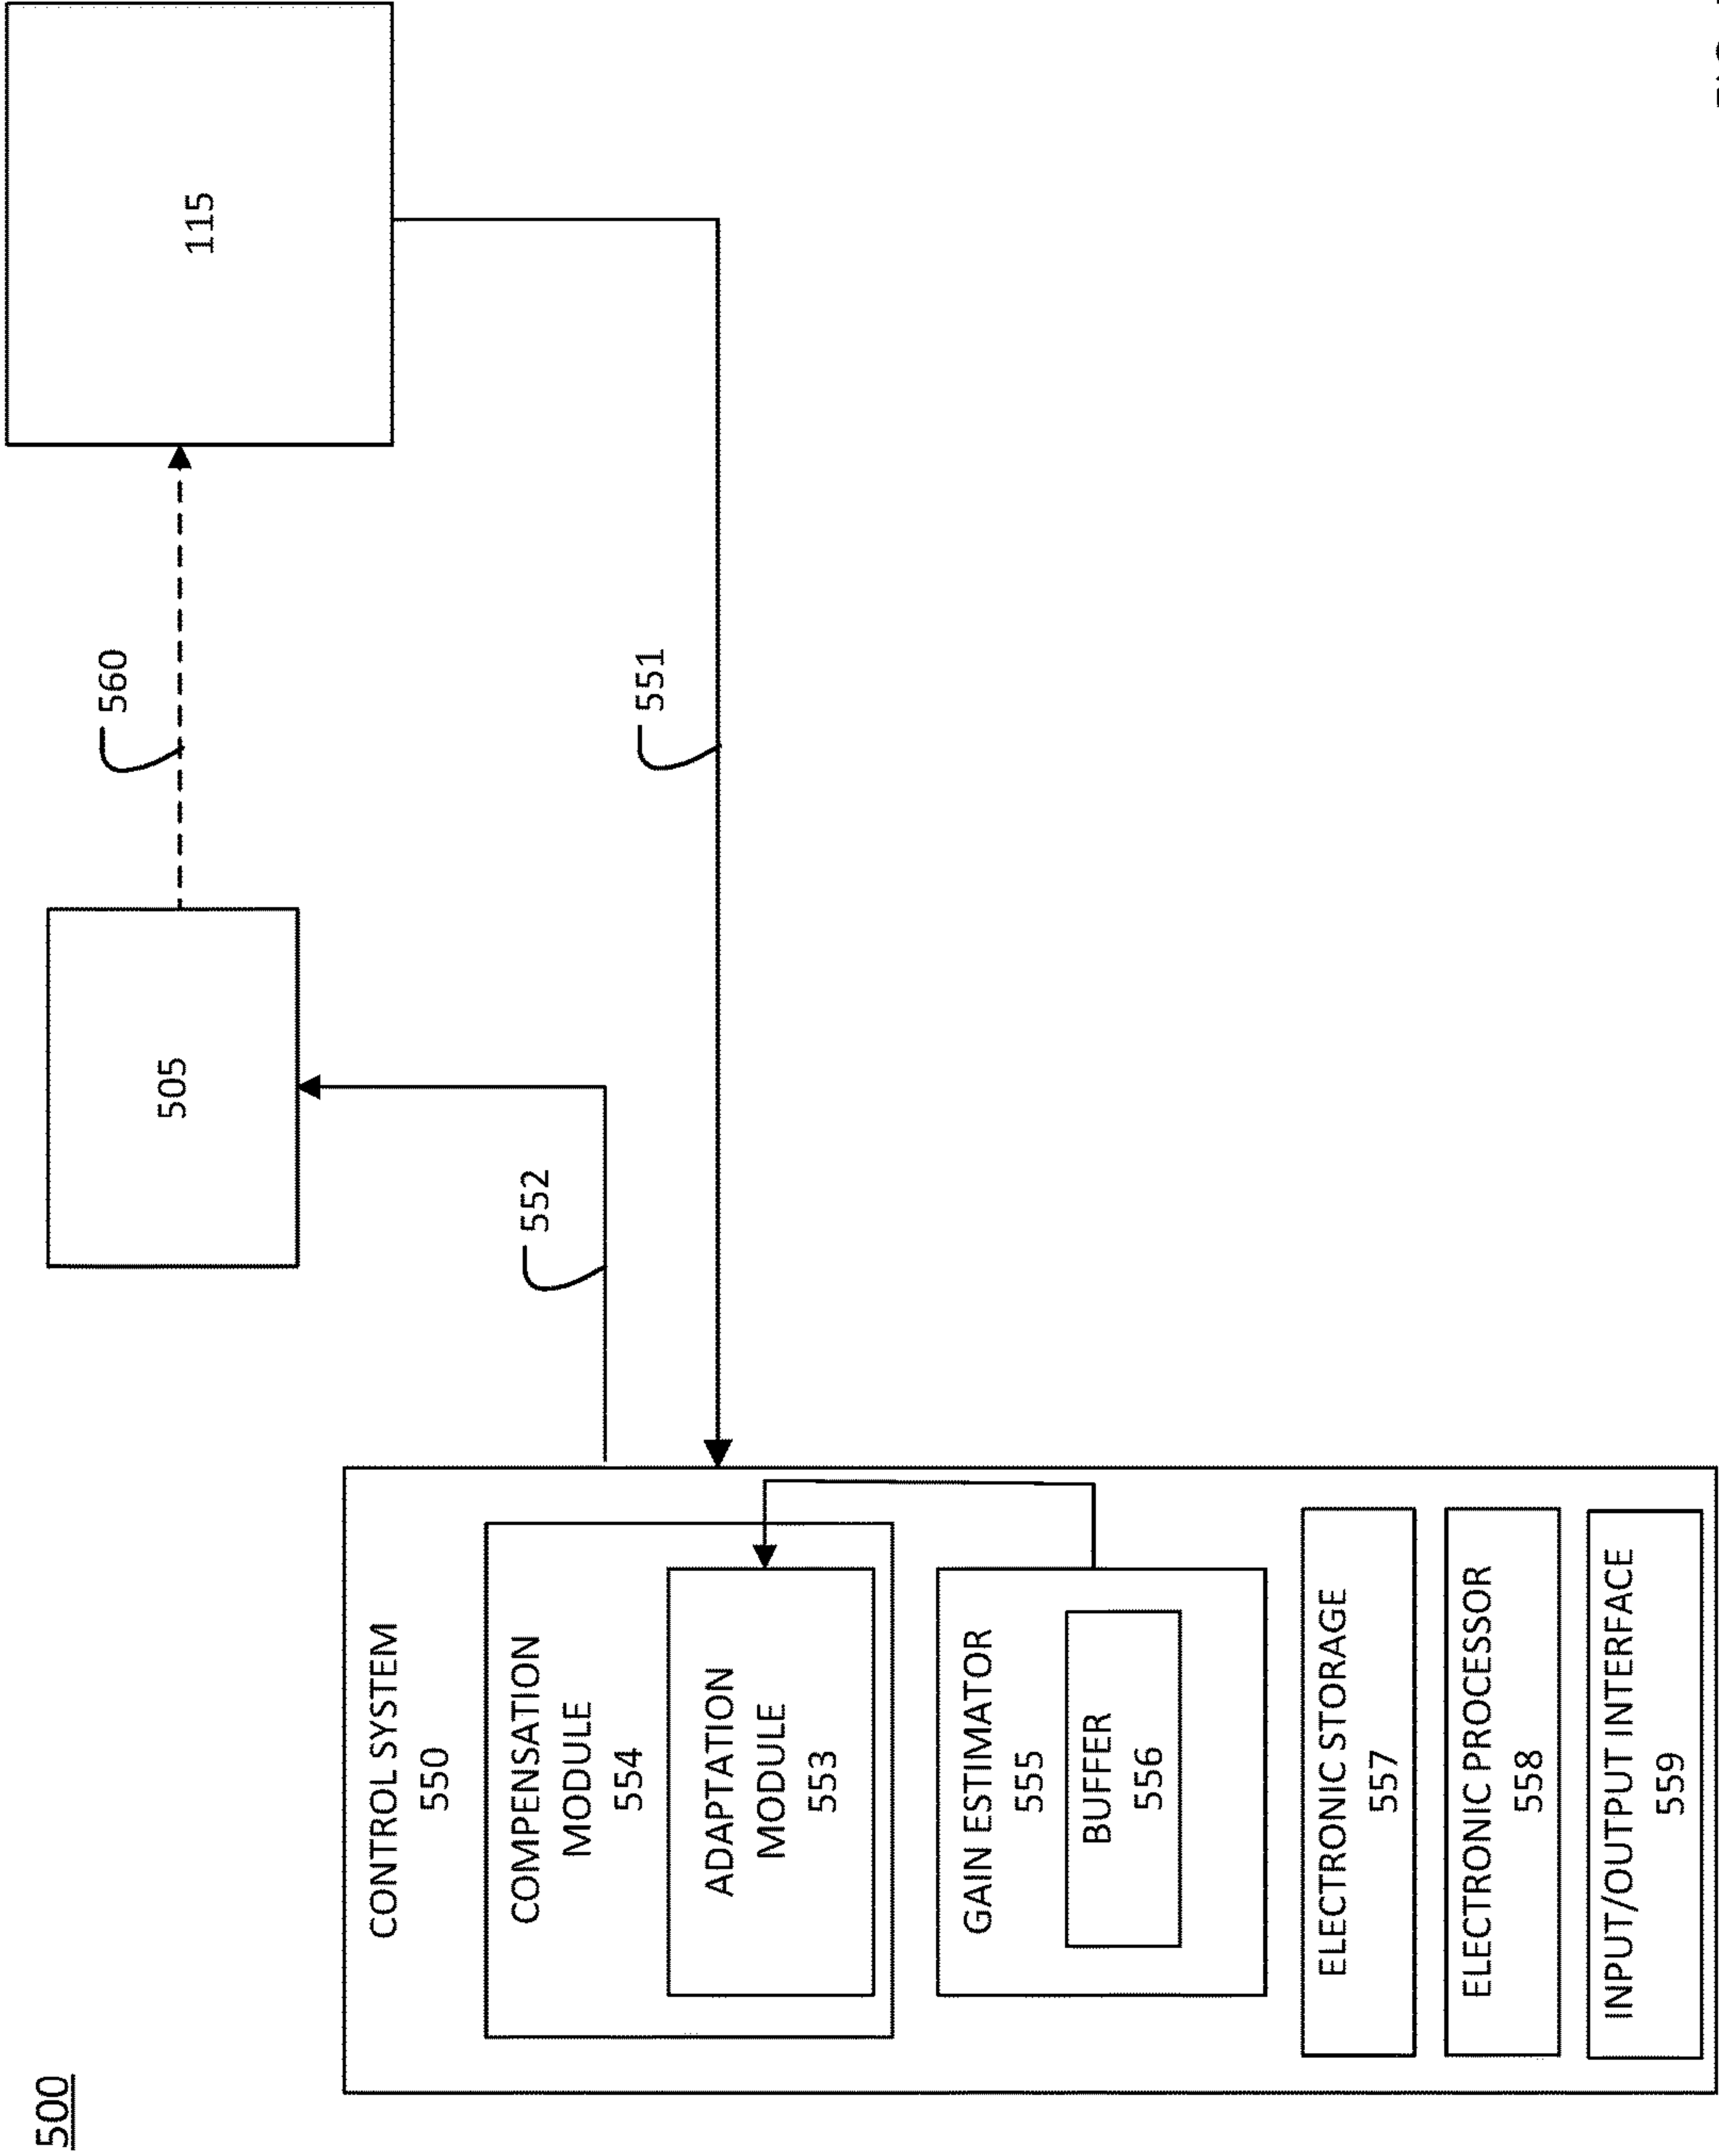 500
505
560
115
552
551
CONTROL SYSTEM
550
COMPENSATION
MODULE
554
ADAPTATION
MODULE
553
GAIN ESTIMATOR
555
BUFFER
556
ELECTRONIC STORAGE
557
ELECTRONIC PROCESSOR
558
INPUT/OUTPUT INTERFACE
559